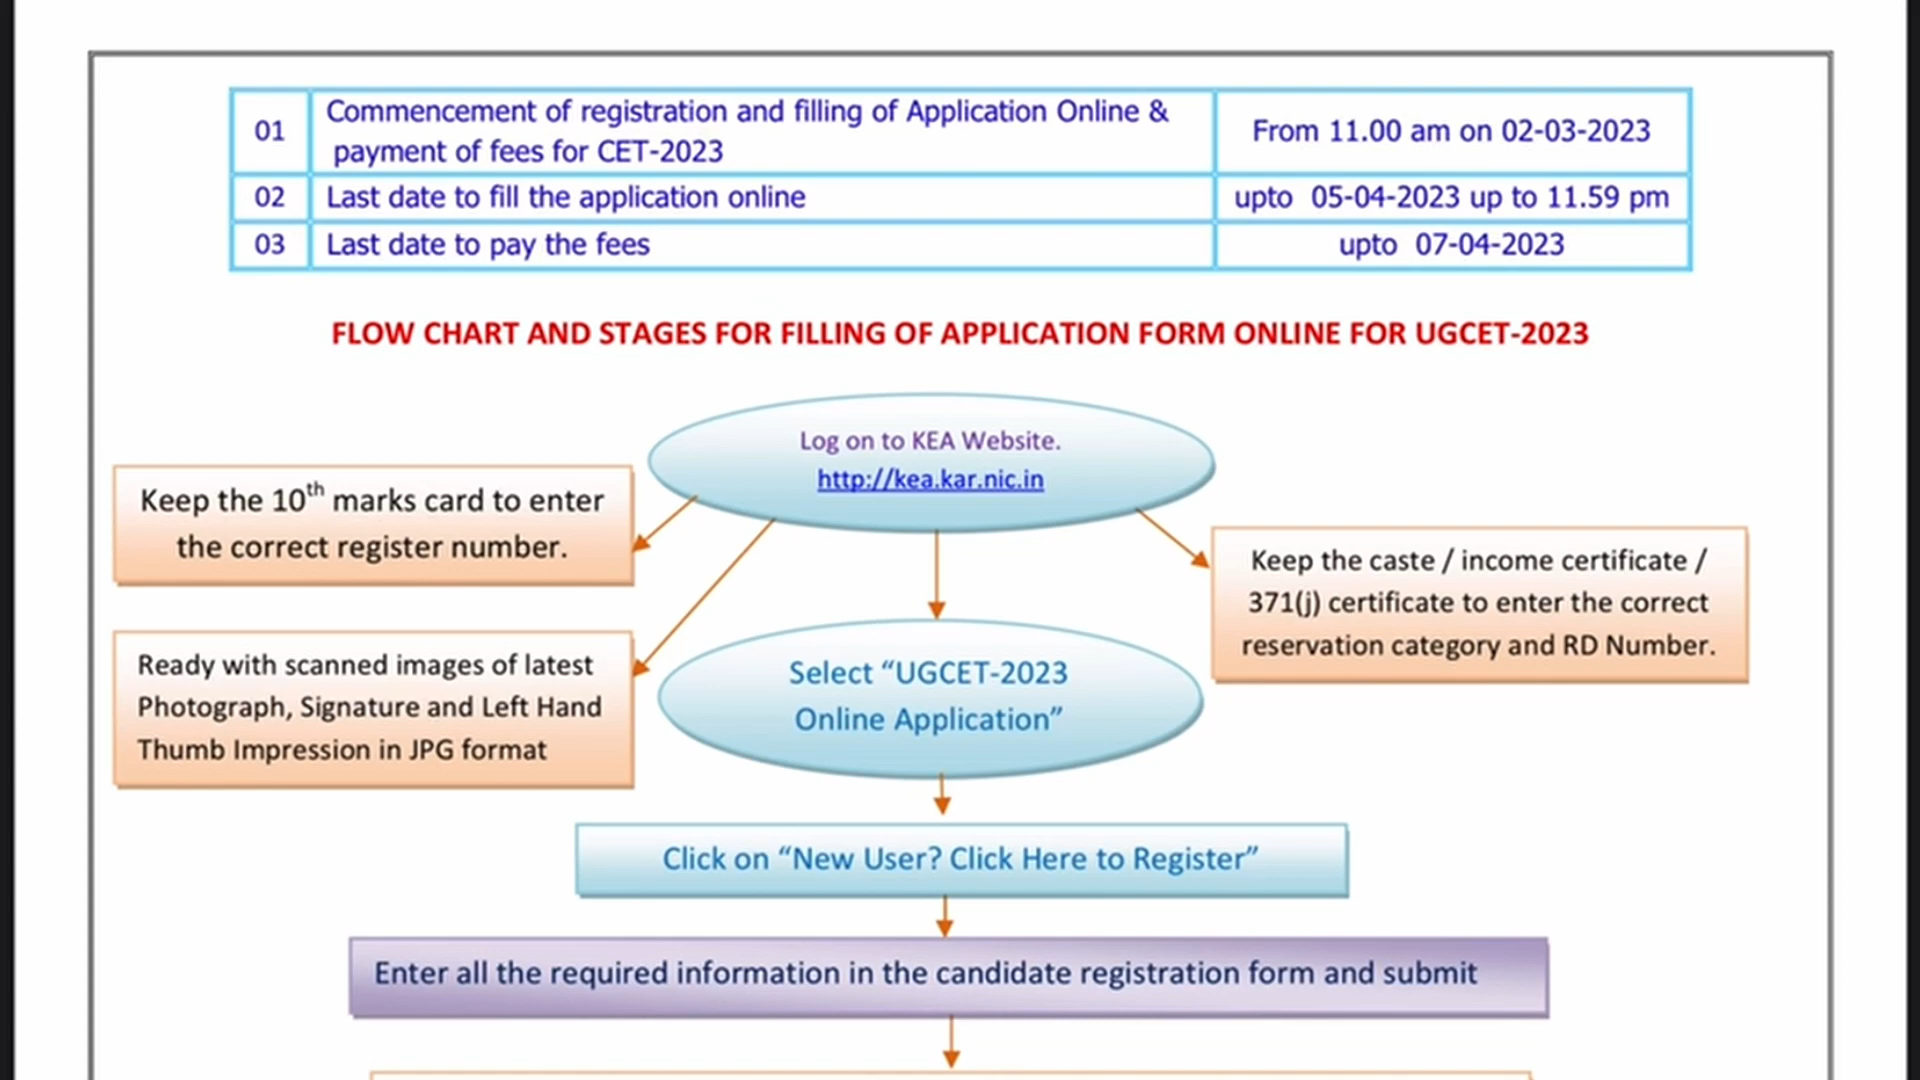 01 Commencement of registration and filling of Application Online &
payment of fees for CET-2023 From 11.00 am on 02-03-2023
02 Last date to fill the application online upto 05-04-2023 up to 11.59 pm
03 Last date to pay the fees upto 07-04-2023
FLOW CHART AND STAGES FOR FILLING OF APPLICATION FORM ONLINE FOR UGCET-2023
Log on to KEA Website.
http://kea.kar.nic.in
Keep the 10th marks card to enter
the correct register number.
Keep the caste / income certificate /
371(j) certificate to enter the correct
reservation category and RD Number.
Ready with scanned images of latest
Photograph, Signature and Left Hand
Thumb Impression in JPG format
Select “UGCET-2023
Online Application”
Click on “New User? Click Here to Register”
Enter all the required information in the candidate registration form and submit